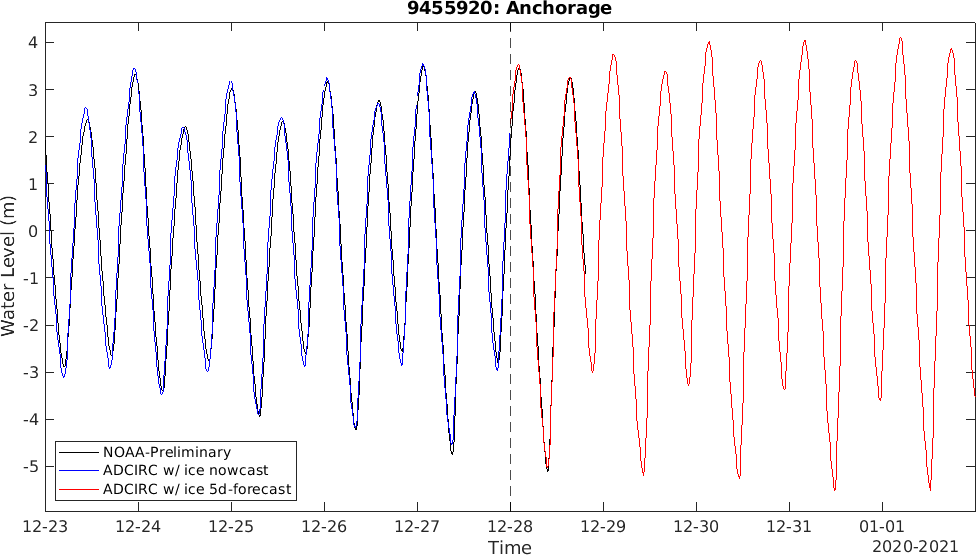 9455920: Anchorage
4
3
2
1
0
-1
-2
-3
-4
-5
Water Level (m)
NOAA-Preliminary
ADCIRC w/ ice nowcast
ADCIRC w/ ice 5d-forecast
12-23 12-24 12-25 12-26 12-27 12-28 12-29 12-30 12-31 01-01
Time
2020-2021